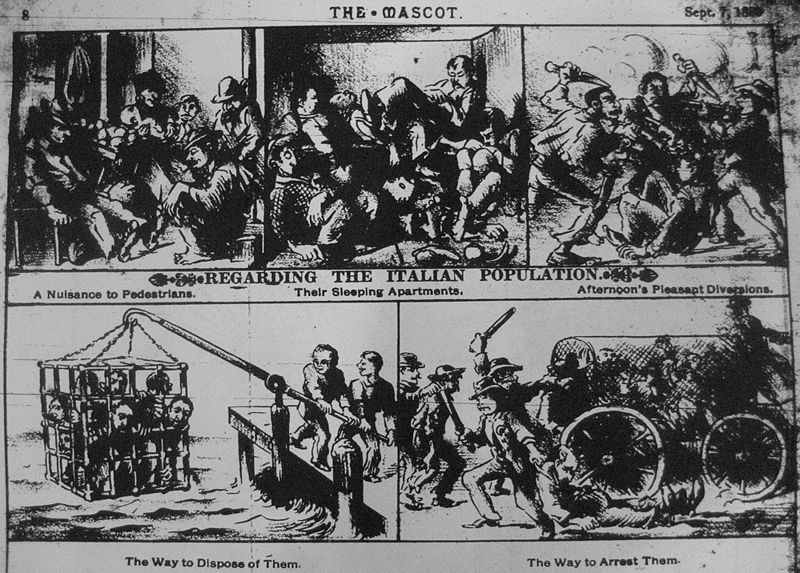 8
THE • MASCOT.
Sept. 7,
REGARDING THE ITALIAN POPULATION.
A Nuisance to Pedestrians.
Their Sleeping Apartments.
Afternoon's Pleasant Diversions.
The Way to Dispose of Them.
The Way to Arrest Them.